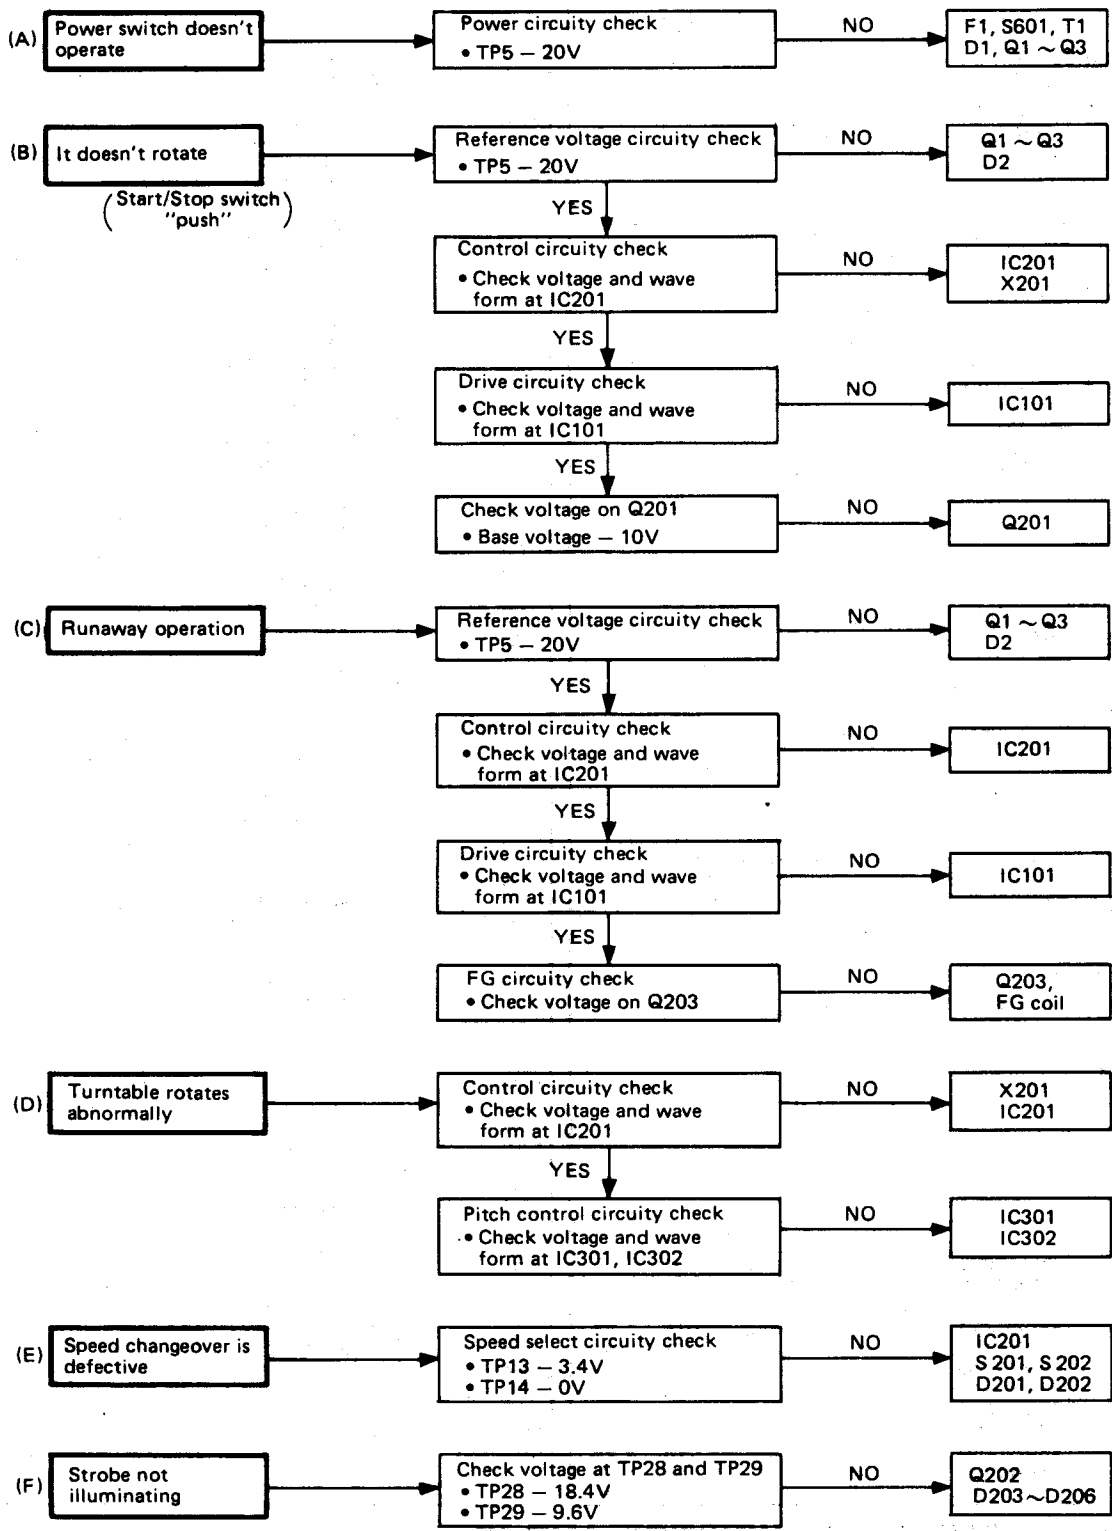 (A) Power switch doesn't
operate
Power circuity check
• TP5 – 20V
NO
F1, S601, T1
D1, Q1 ~ Q3
(B) It doesn't rotate
(Start/Stop switch
"push")
Reference voltage circuity check
• TP5 – 20V
NO
Q1 ~ Q3
D2
YES
Control circuity check
• Check voltage and wave
form at IC201
NO
IC201
X201
YES
Drive circuity check
• Check voltage and wave
form at IC101
NO
IC101
YES
Check voltage on Q201
• Base voltage – 10V
NO
Q201
(C) Runaway operation
Reference voltage circuity check
• TP5 – 20V
NO
Q1 ~ Q3
D2
YES
Control circuity check
• Check voltage and wave
form at IC201
NO
IC201
YES
Drive circuity check
• Check voltage and wave
form at IC101
NO
IC101
YES
FG circuity check
• Check voltage on Q203
NO
Q203,
FG coil
(D) Turntable rotates
abnormally
Control circuity check
• Check voltage and wave
form at IC201
NO
X201
IC201
YES
Pitch control circuity check
• Check voltage and wave
form at IC301, IC302
NO
IC301
IC302
(E) Speed changeover is
defective
Speed select circuity check
• TP13 – 3.4V
• TP14 – 0V
NO
IC201
S201, S202
D201, D202
(F) Strobe not
illuminating
Check voltage at TP28 and TP29
• TP28 – 18.4V
• TP29 – 9.6V
NO
Q202
D203~D206